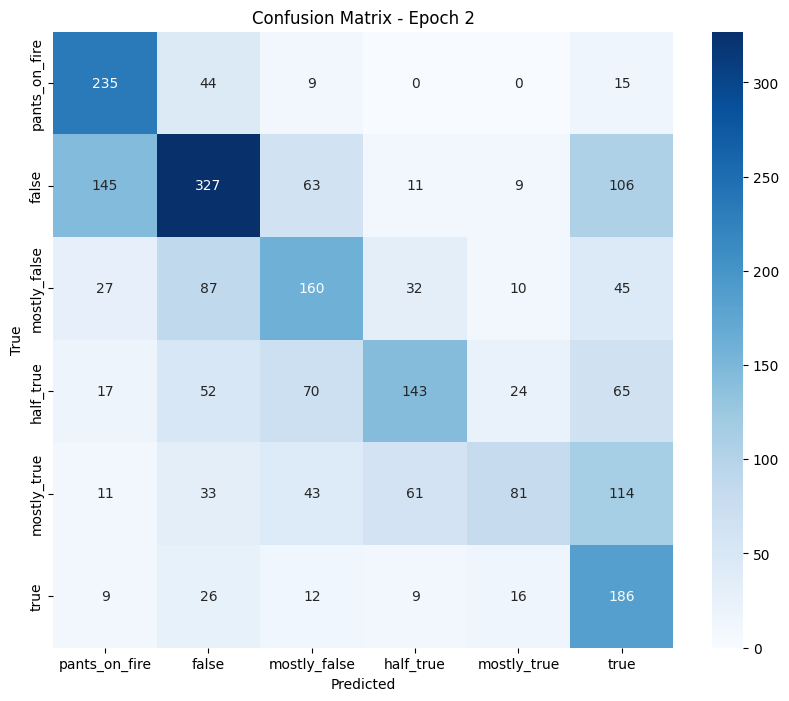 Confusion Matrix - Epoch 2
True
pants_on_fire 235 44 9 0 0 15
false 145 327 63 11 9 106
mostly_false 27 87 160 32 10 45
half_true 17 52 70 143 24 65
mostly_true 11 33 43 61 81 114
true 9 26 12 9 16 186
pants_on_fire false mostly_false half_true mostly_true true
Predicted
300
250
200
150
100
50
0